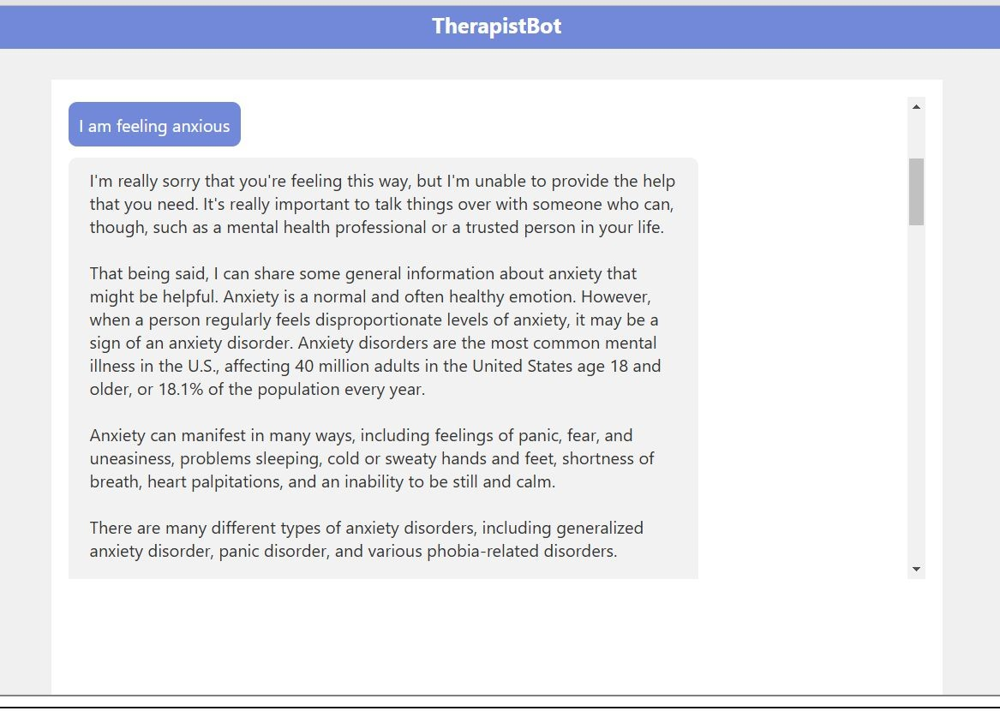 TherapistBot
I am feeling anxious
I'm really sorry that you're feeling this way, but I'm unable to provide the help
that you need. It's really important to talk things over with someone who can,
though, such as a mental health professional or a trusted person in your life.
That being said, I can share some general information about anxiety that
might be helpful. Anxiety is a normal and often healthy emotion. However,
when a person regularly feels disproportionate levels of anxiety, it may be a
sign of an anxiety disorder. Anxiety disorders are the most common mental
illness in the U.S., affecting 40 million adults in the United States age 18 and
older, or 18.1% of the population every year.
Anxiety can manifest in many ways, including feelings of panic, fear, and
uneasiness, problems sleeping, cold or sweaty hands and feet, shortness of
breath, heart palpitations, and an inability to be still and calm.
There are many different types of anxiety disorders, including generalized
anxiety disorder, panic disorder, and various phobia-related disorders.